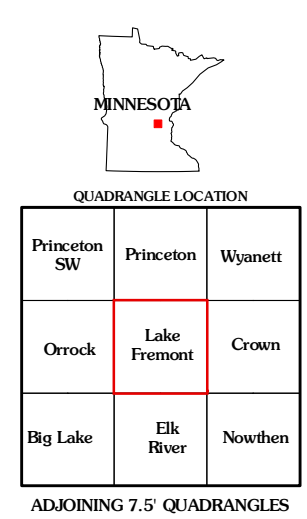 MINNESOTA
QUADRANGLE LOCATION
Princeton
SW
Princeton
Wyanett
Orrock
Lake
Fremont
Crown
Big Lake
Elk
River
Nowthen
ADJOINING 7.5' QUADRANGLES